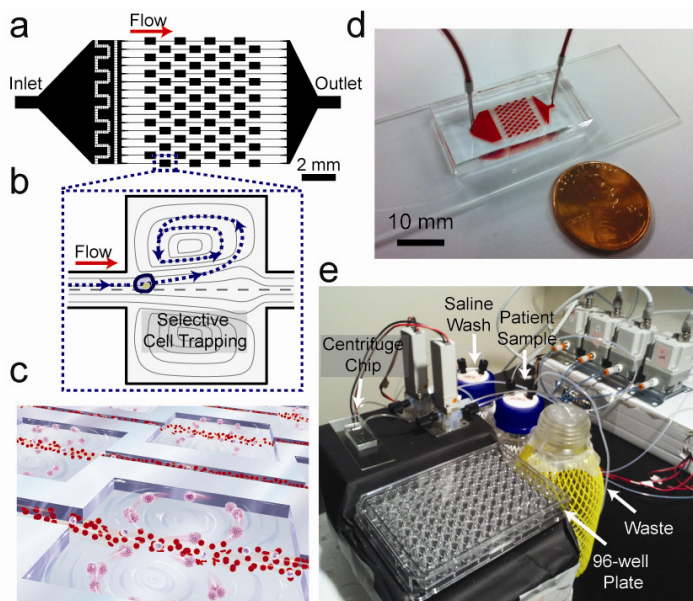 a
Flow
Inlet
Outlet
2 mm
b
Flow
Selective
Cell Trapping
c
d
10 mm
e
Saline
Wash
Patient
Sample
Centrifuge
Chip
Waste
96-well
Plate